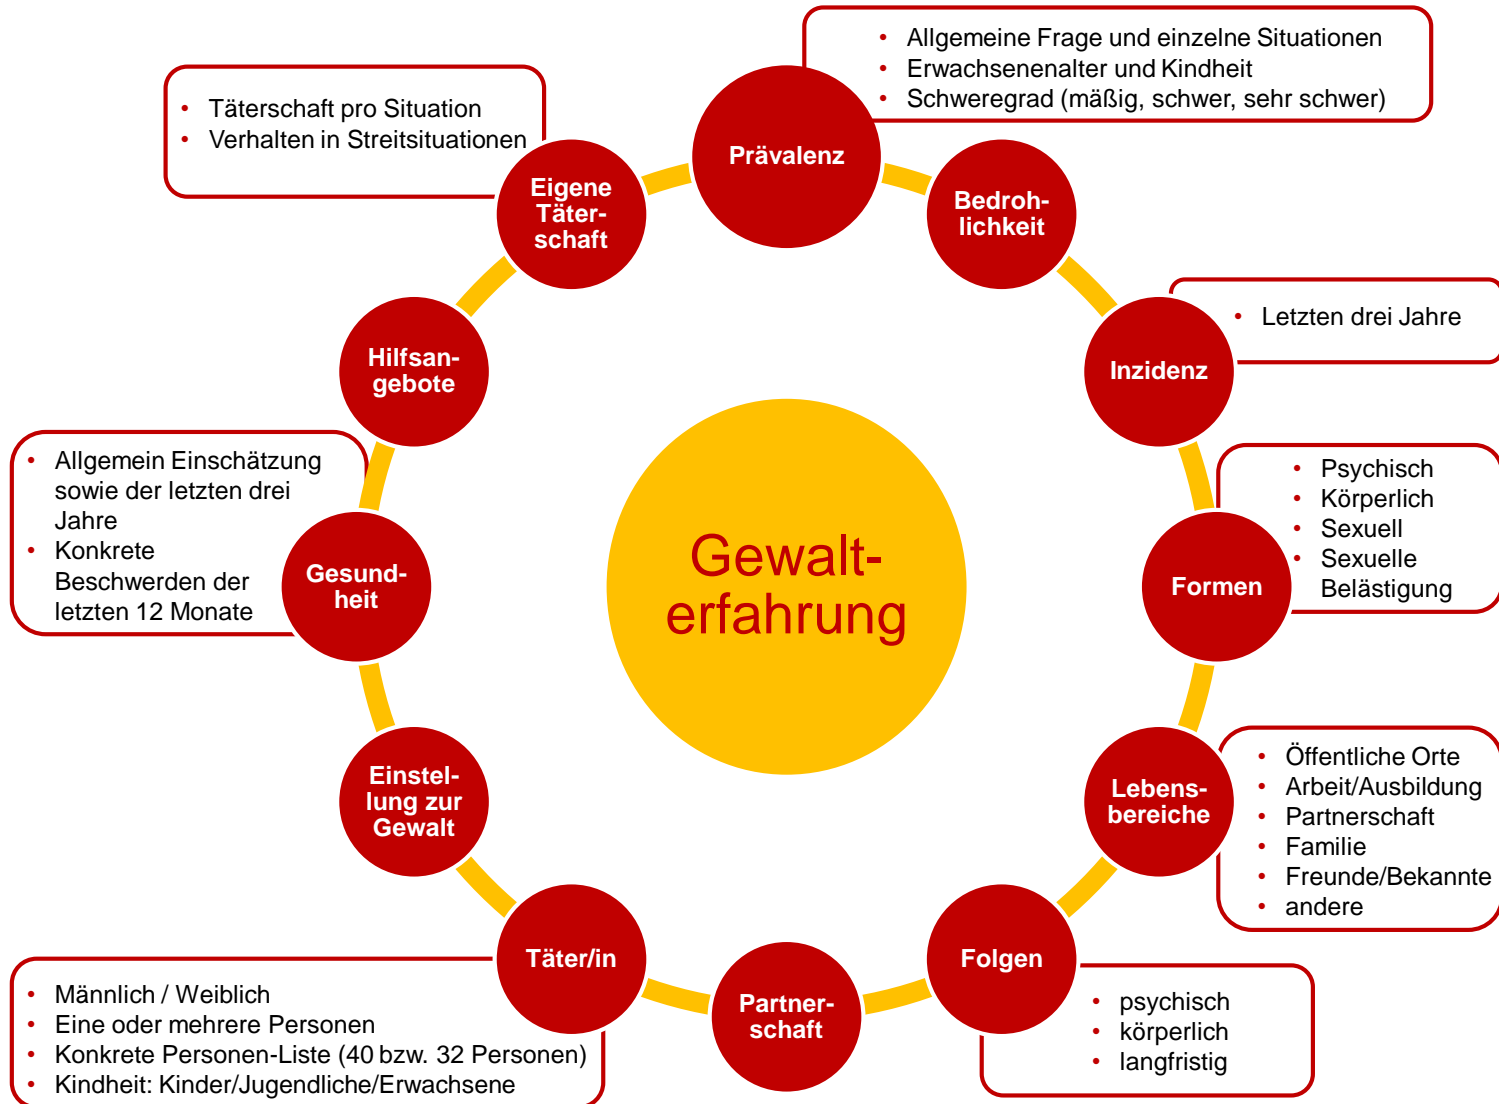 • Allgemeine Frage und einzelne Situationen
• Erwachsenenalter und Kindheit
• Schweregrad (mäßig, schwer, sehr schwer)
Prävalenz
Bedroh-
lichkeit
• Letzten drei Jahre
Inzidenz
• Psychisch
• Körperlich
• Sexuell
• Sexuelle
Belästigung
Formen
• Öffentliche Orte
• Arbeit/Ausbildung
• Partnerschaft
• Familie
• Freunde/Bekannte
• andere
Lebens-
bereiche
Folgen
• psychisch
• körperlich
• langfristig
Partner-
schaft
Täter/in
• Männlich / Weiblich
• Eine oder mehrere Personen
• Konkrete Personen-Liste (40 bzw. 32 Personen)
• Kindheit: Kinder/Jugendliche/Erwachsene
Einstel-
lung zur
Gewalt
• Allgemein Einschätzung
sowie der letzten drei
Jahre
• Konkrete
Beschwerden der
letzten 12 Monate
Gesund-
heit
Hilfsan-
gebote
• Täterschaft pro Situation
• Verhalten in Streitsituationen
Eigene
Täter-
schaft
Gewalt-
erfahrung